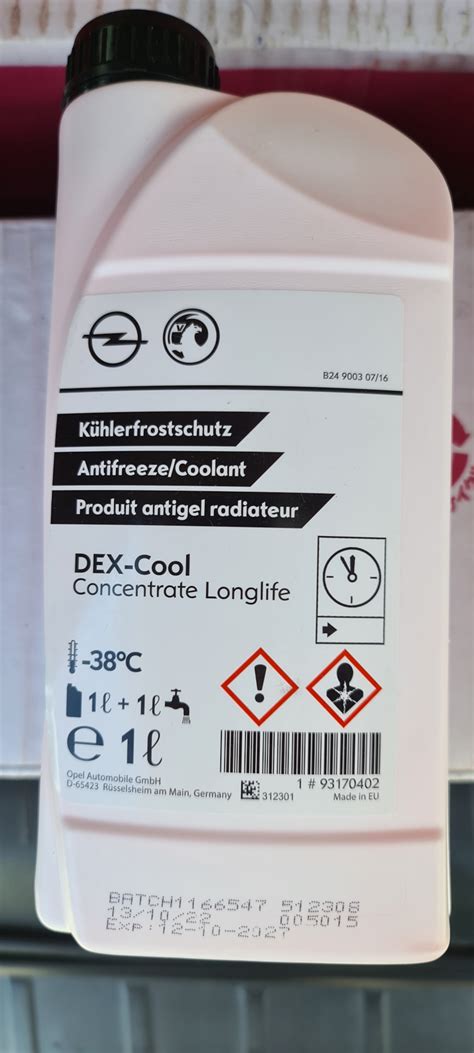 B24 9003 07/16
Kühlerfrostschutz
Antifreeze/Coolant
Produit antigel radiateur
DEX-Cool
Concentrate Longlife
-38°C
1ℓ + 1ℓ
e 1ℓ
1 # 93170402
Opel Automobile GmbH
D-65423 Rüsselsheim am Main, Germany
312301
Made in EU
BATCH1166547 512308
13/10/22 005015
Exp:12-10-2027